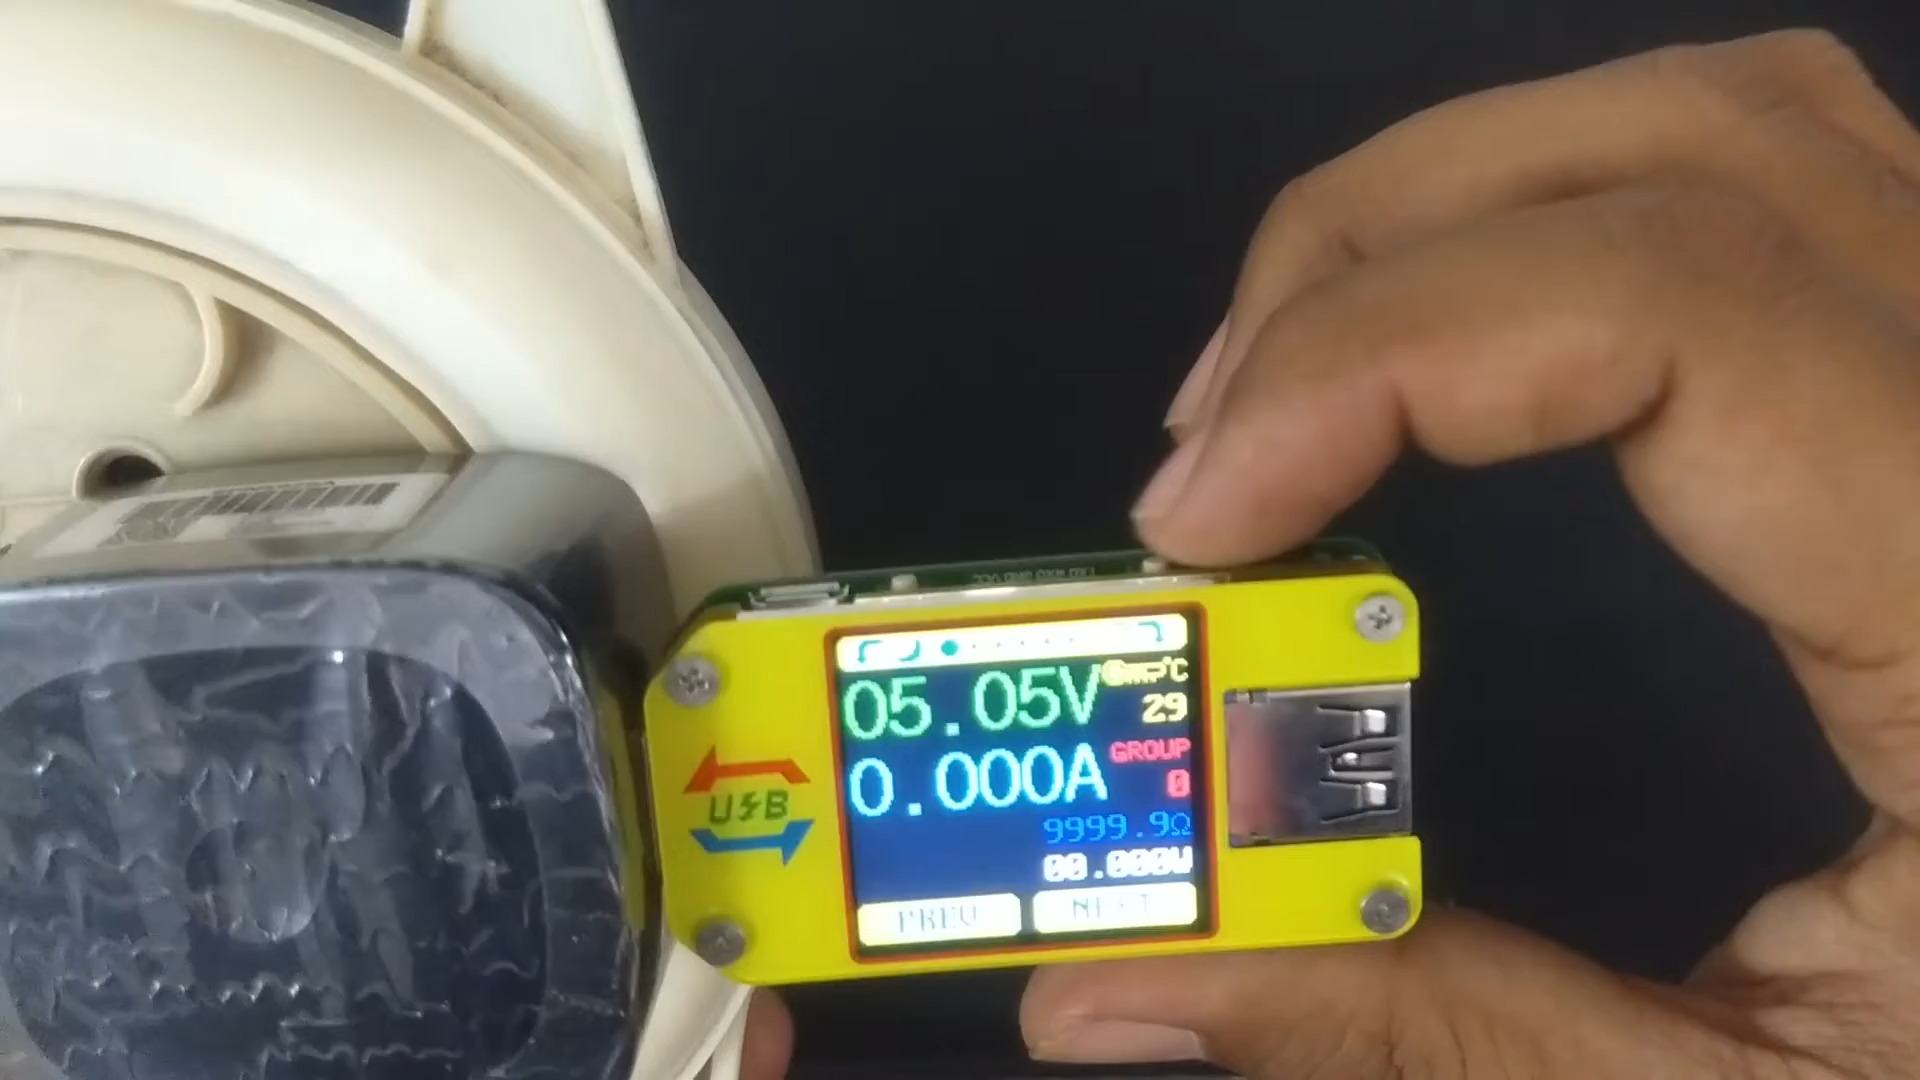 05.05V
29
0.000A
GROUP
0
9999.9Ω
00.000W
PREV
NEXT
USB